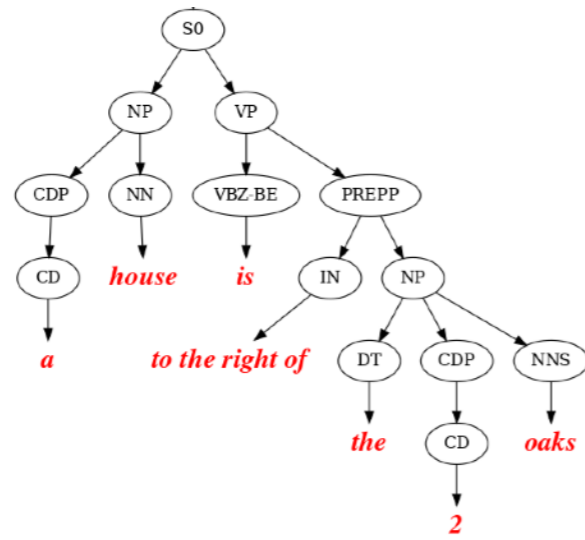 S0
NP VP
CDP NN VBZ-BE PREPP
CD house is IN NP
a to the right of DT CDP NNS
the CD oaks
2